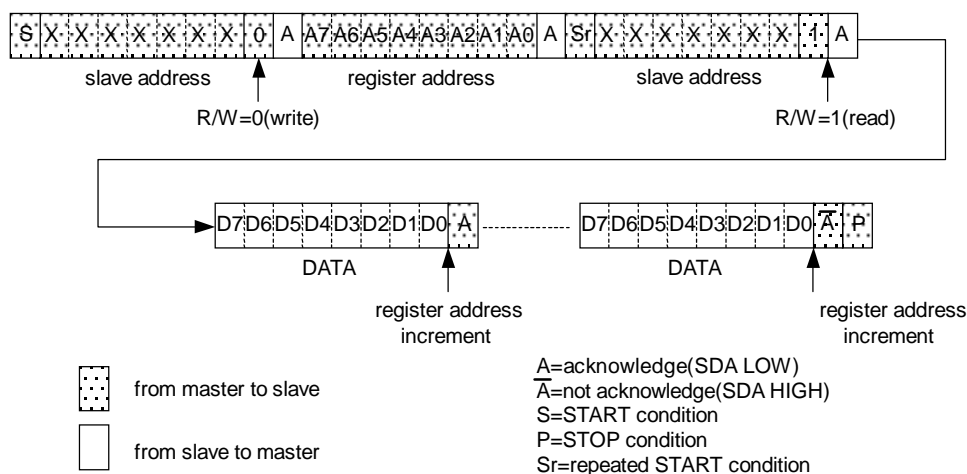 S X X X X X X X 0 A A7 A6 A5 A4 A3 A2 A1 A0 A Sr X X X X X X X 1 A
slave address register address slave address
R/W=0(write) R/W=1(read)
D7 D6 D5 D4 D3 D2 D1 D0 A D7 D6 D5 D4 D3 D2 D1 D0 A̅ P
DATA DATA
register address
increment
register address
increment
from master to slave
from slave to master
A=acknowledge(SDA LOW)
A̅=not acknowledge(SDA HIGH)
S=START condition
P=STOP condition
Sr=repeated START condition